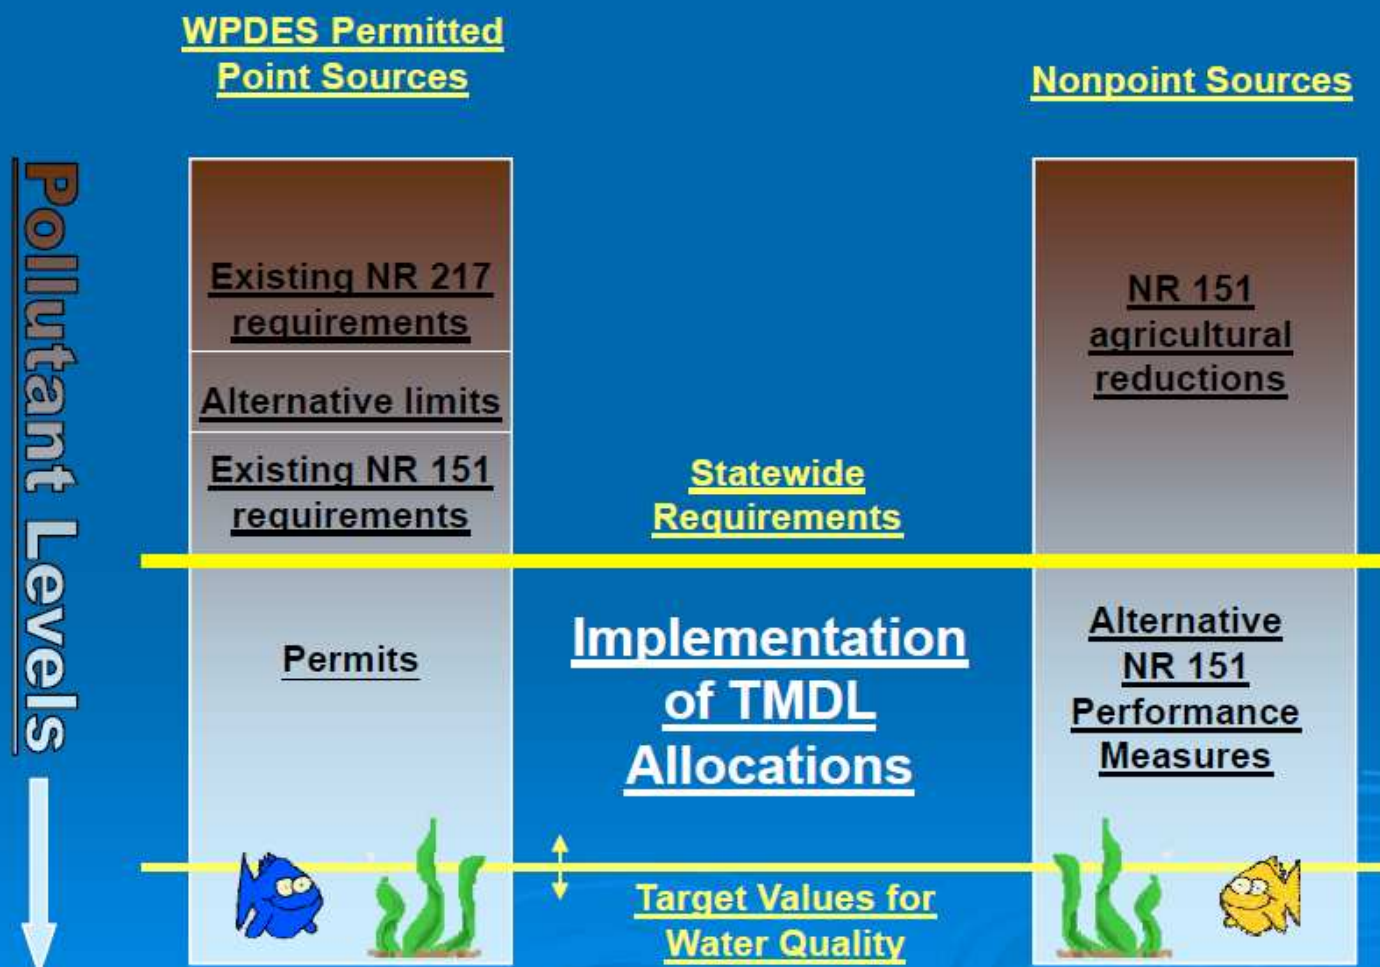 WPDES Permitted
Point Sources
Nonpoint Sources
Pollutant Levels
Existing NR 217
requirements
Alternative limits
Existing NR 151
requirements
NR 151
agricultural
reductions
Statewide
Requirements
Permits
Implementation
of TMDL
Allocations
Alternative
NR 151
Performance
Measures
Target Values for
Water Quality